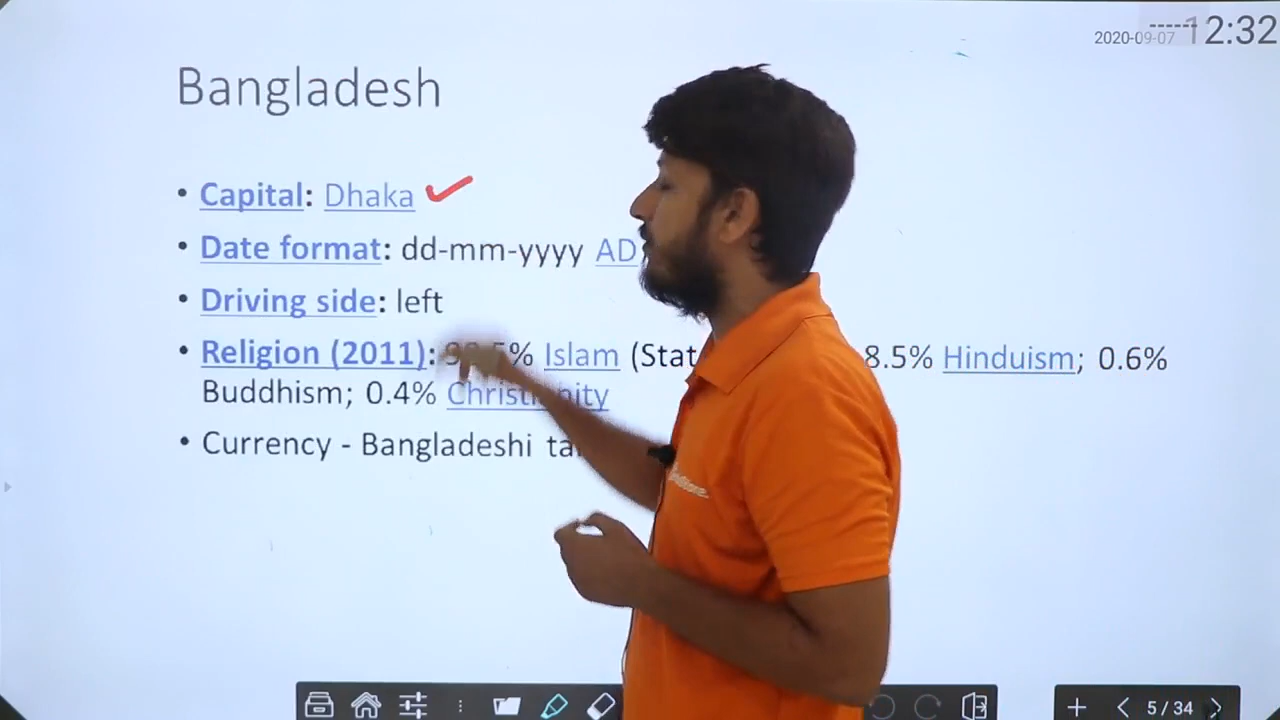 2020-09-07 12:32
Bangladesh
• Capital: Dhaka
• Date format: dd-mm-yyyy AD
• Driving side: left
• Religion (2011): % Islam (Stat 8.5% Hinduism; 0.6%
Buddhism; 0.4% Christianity
• Currency - Bangladeshi
5 / 34